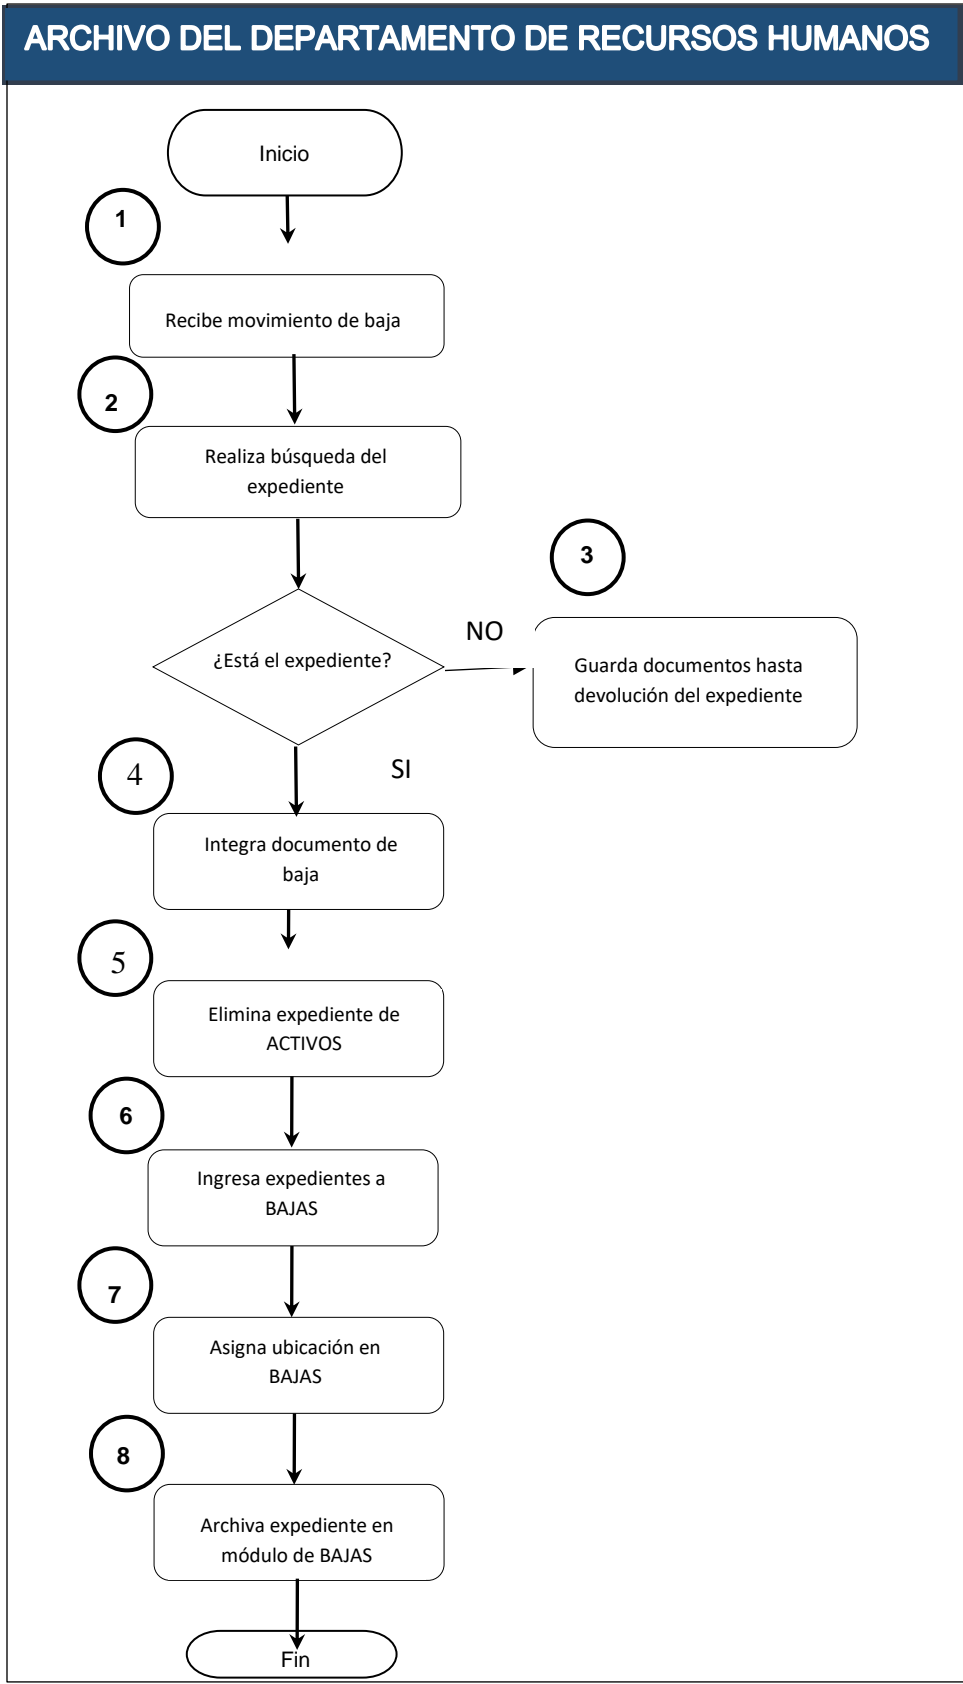 ARCHIVO DEL DEPARTAMENTO DE RECURSOS HUMANOS
Inicio
1
Recibe movimiento de baja
2
Realiza búsqueda del
expediente
3
NO
¿Está el expediente?
Guarda documentos hasta
devolución del expediente
SI
4
Integra documento de
baja
5
Elimina expediente de
ACTIVOS
6
Ingresa expedientes a
BAJAS
7
Asigna ubicación en
BAJAS
8
Archiva expediente en
módulo de BAJAS
Fin